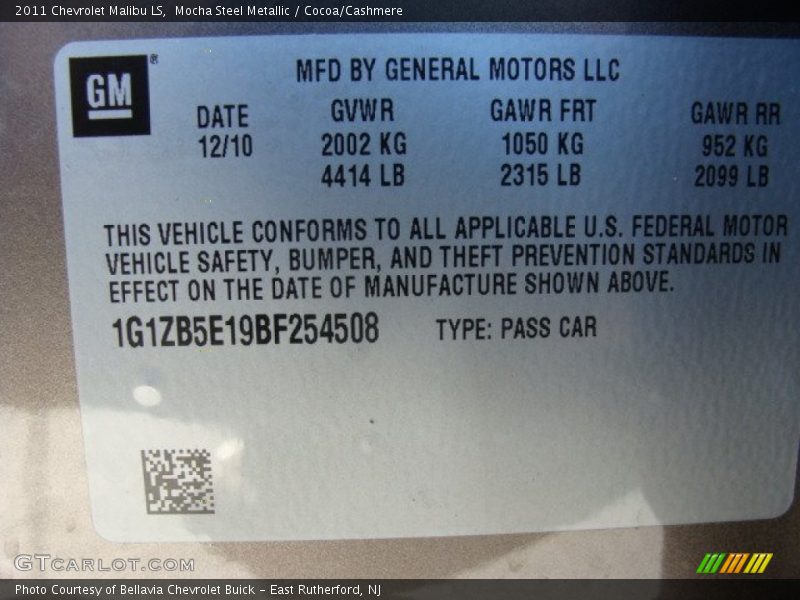 2011 Chevrolet Malibu LS, Mocha Steel Metallic / Cocoa/Cashmere
GM®
MFD BY GENERAL MOTORS LLC
DATE GVWR GAWR FRT GAWR RR
12/10 2002 KG 1050 KG 952 KG
4414 LB 2315 LB 2099 LB
THIS VEHICLE CONFORMS TO ALL APPLICABLE U.S. FEDERAL MOTOR
VEHICLE SAFETY, BUMPER, AND THEFT PREVENTION STANDARDS IN
EFFECT ON THE DATE OF MANUFACTURE SHOWN ABOVE.
1G1ZB5E19BF254508 TYPE: PASS CAR
GTCARLOT.COM
Photo Courtesy of Bellavia Chevrolet Buick - East Rutherford, NJ